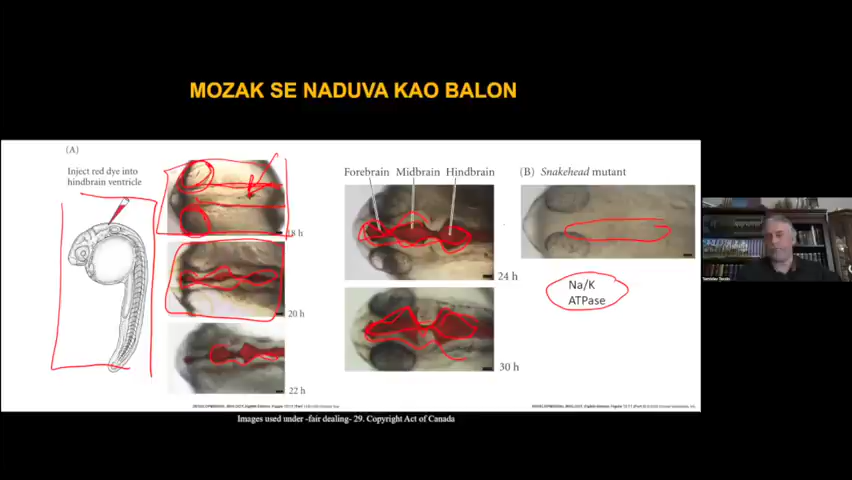 MOZAK SE NADUVA KAO BALON
(A)
Inject red dye into
hindbrain ventricle
18 h
20 h
22 h
Forebrain Midbrain Hindbrain
24 h
30 h
(B) Snakehead mutant
Na/K
ATPase
Images used under -fair dealing- 29. Copyright Act of Canada